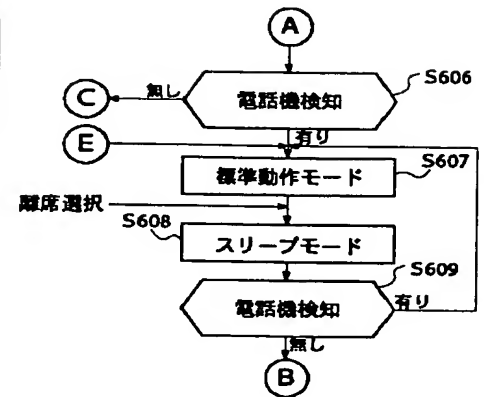 A
S606
C
無し
電話機検知
有り
E
S607
標準動作モード
離席選択
S608
スリープモード
S609
電話機検知
有り
無し
B